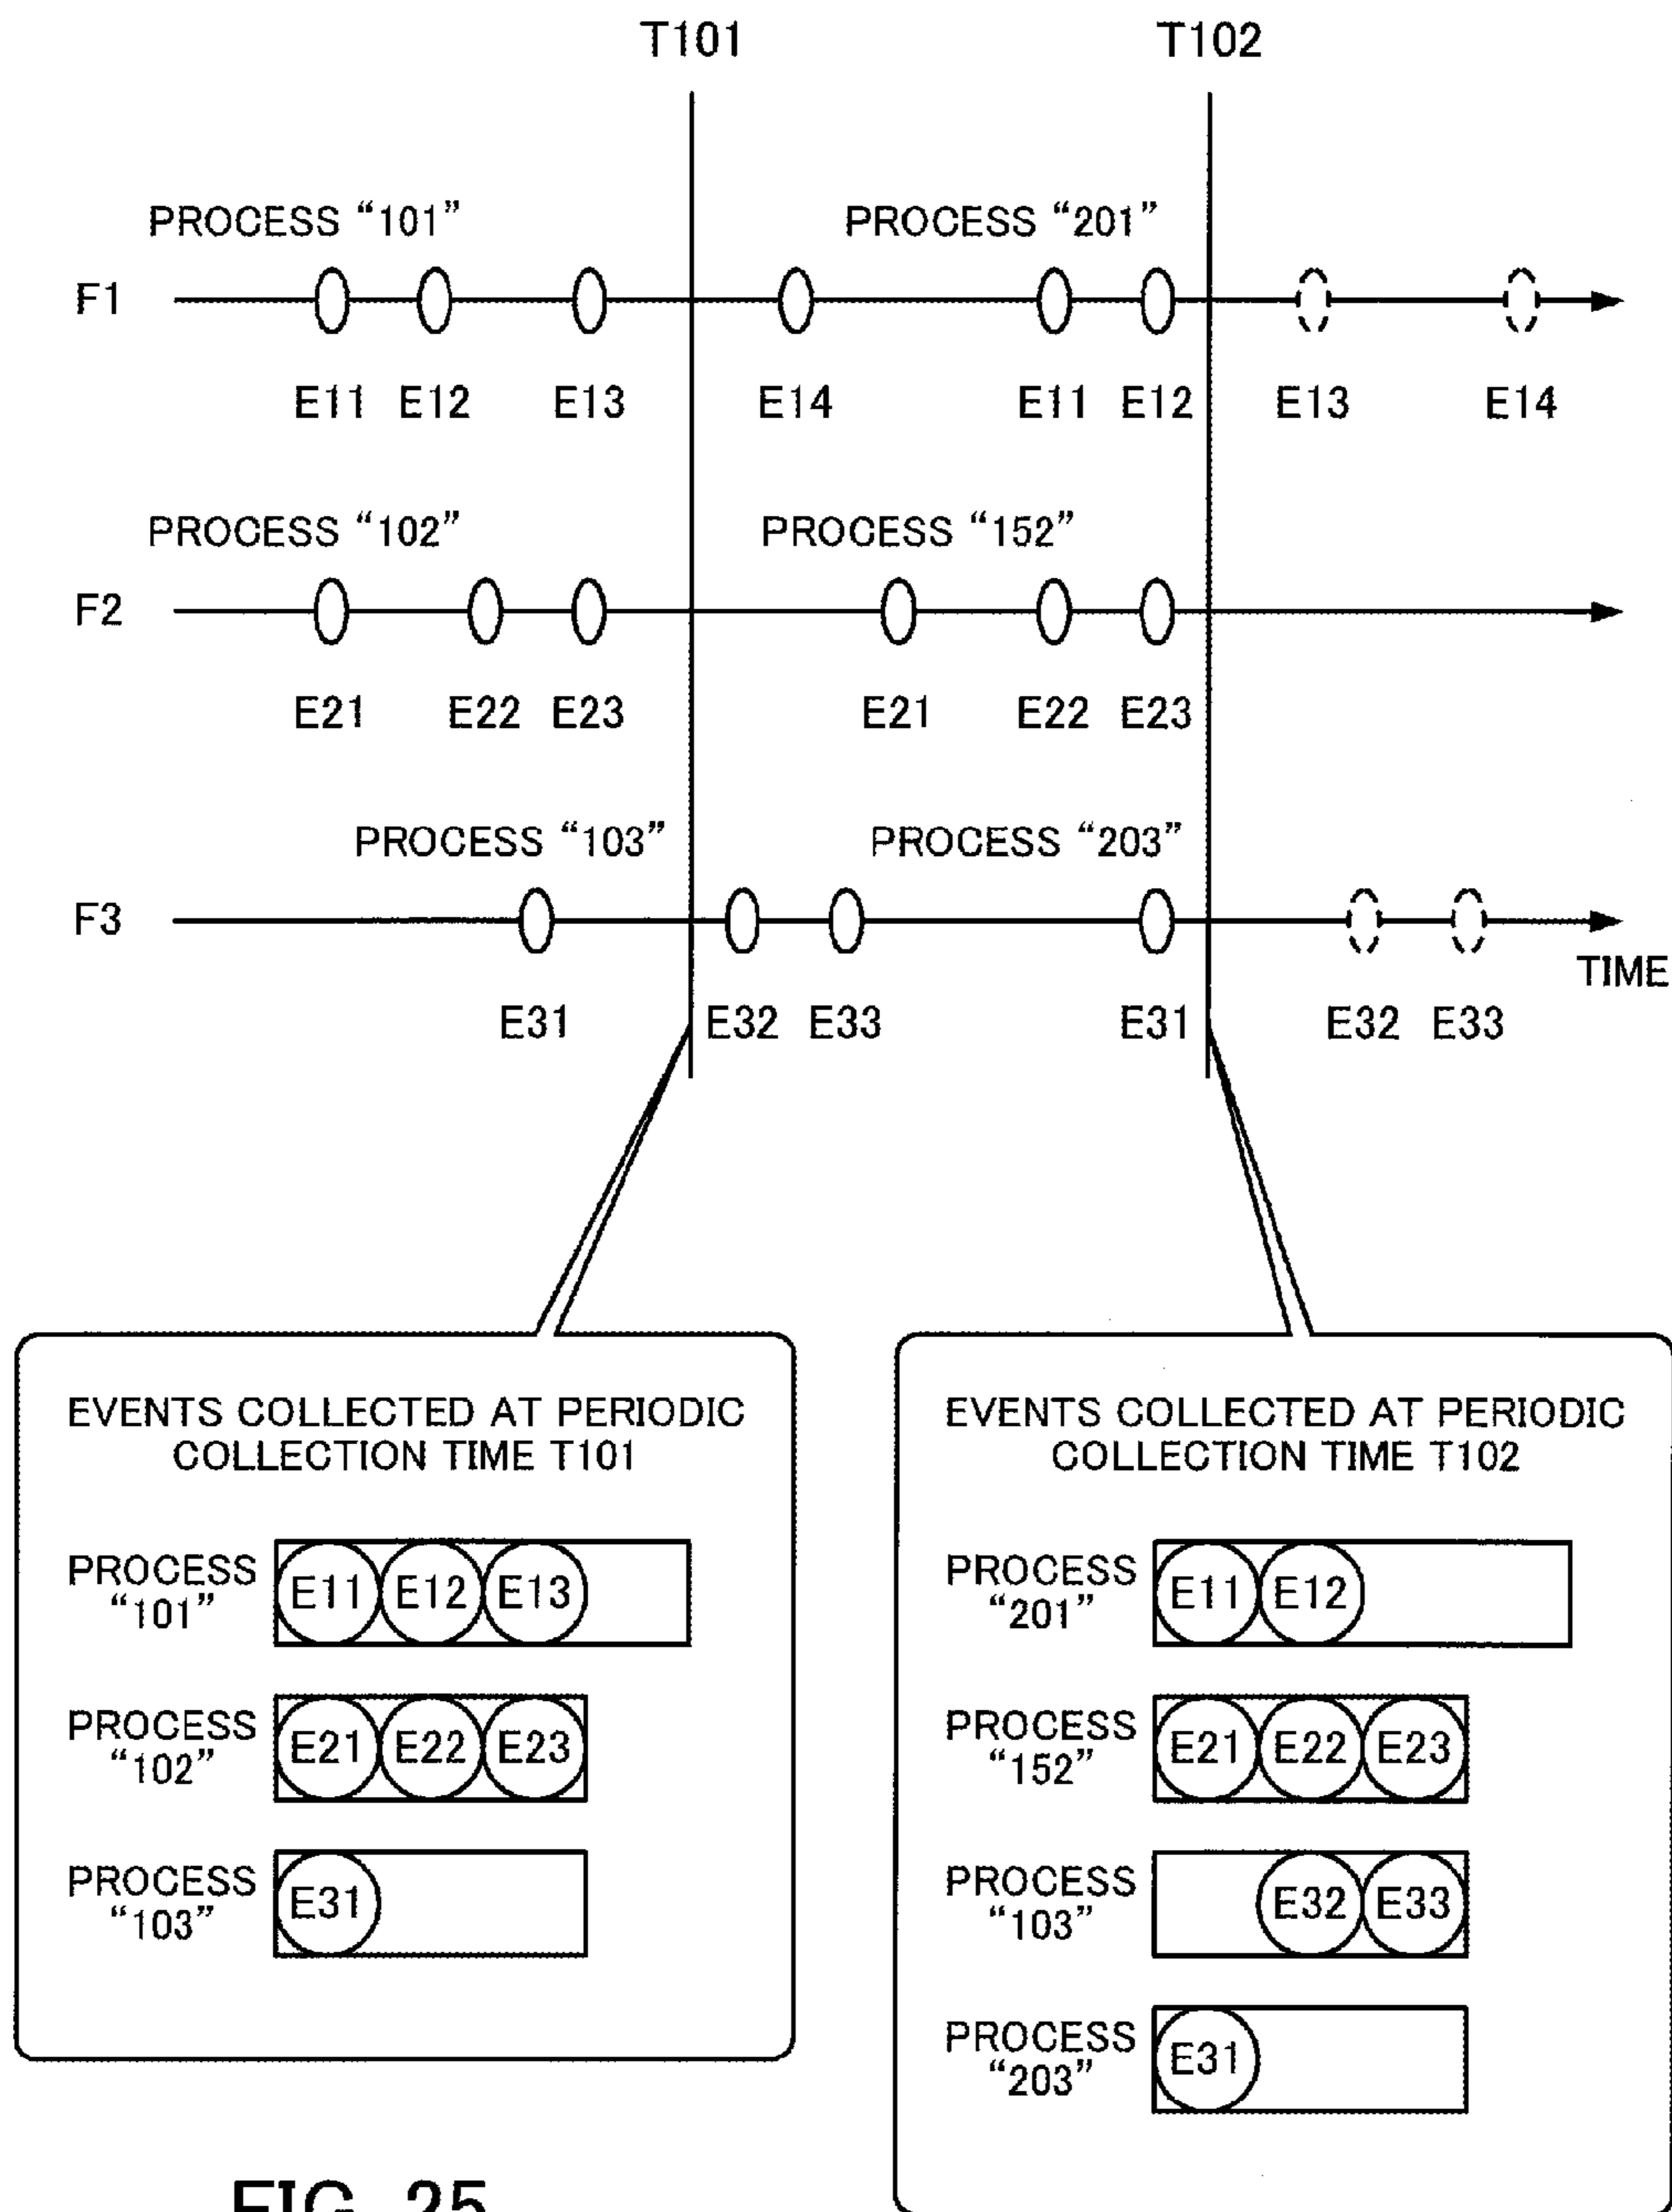 T101 T102
PROCESS “101” PROCESS “201”
F1
E11 E12 E13 E14 E11 E12 E13 E14
PROCESS “102” PROCESS “152”
F2
E21 E22 E23 E21 E22 E23
PROCESS “103” PROCESS “203”
F3
TIME
E31 E32 E33 E31 E32 E33
EVENTS COLLECTED AT PERIODIC
COLLECTION TIME T101
PROCESS
“101”
E11 E12 E13
PROCESS
“102”
E21 E22 E23
PROCESS
“103”
E31
EVENTS COLLECTED AT PERIODIC
COLLECTION TIME T102
PROCESS
“201”
E11 E12
PROCESS
“152”
E21 E22 E23
PROCESS
“103”
E32 E33
PROCESS
“203”
E31
FIG. 25